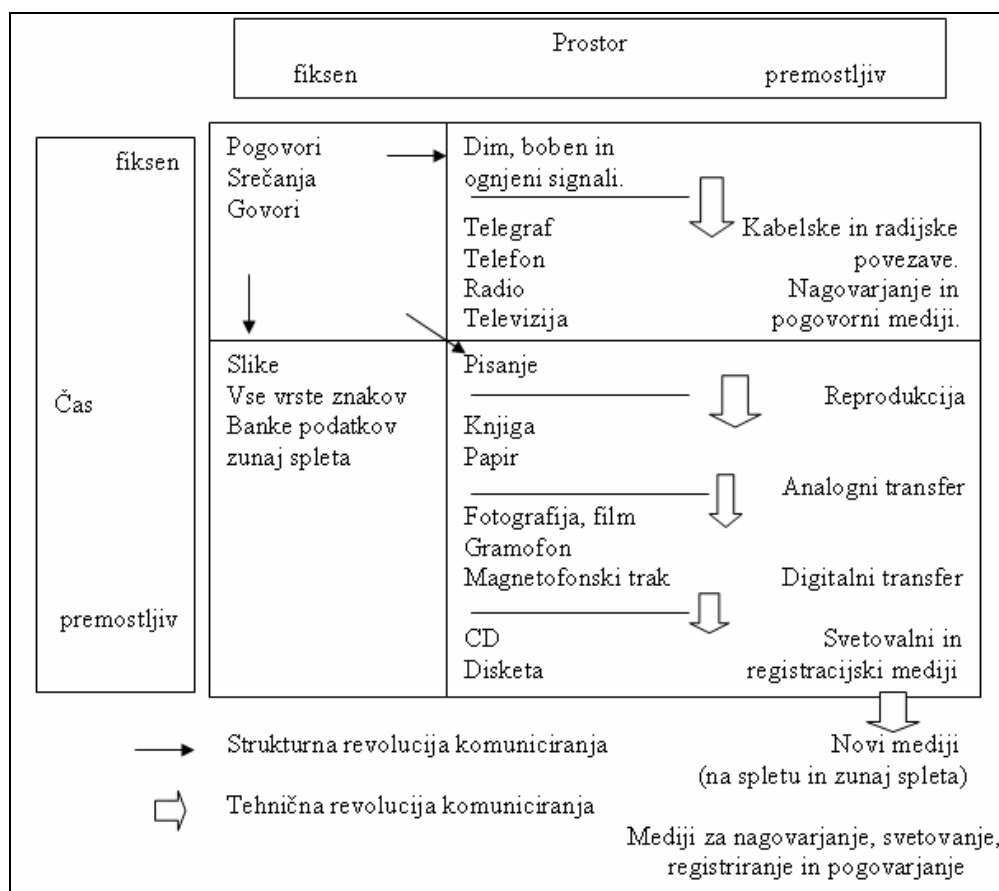 Prostor
fiksen premostljiv
Čas
fiksen
premostljiv
Pogovori
Srečanja
Govori
Dim, boben in
ognjeni signali.
Telegraf
Telefon
Radio
Televizija
Kabelske in radijske
povezave.
Nagovarjanje in
pogovorni mediji.
Slike
Vse vrste znakov
Banke podatkov
zunaj spleta
Pisanje
Reprodukcija
Knjiga
Papir
Analogni transfer
Fotografija, film
Gramofon
Magnetofonski trak
Digitalni transfer
CD
Disketa
Svetovalni in
registracijski mediji
Strukturna revolucija komuniciranja
Tehnična revolucija komuniciranja
Novi mediji
(na spletu in zunaj spleta)
Mediji za nagovarjanje, svetovanje,
registriranje in pogovarjanje